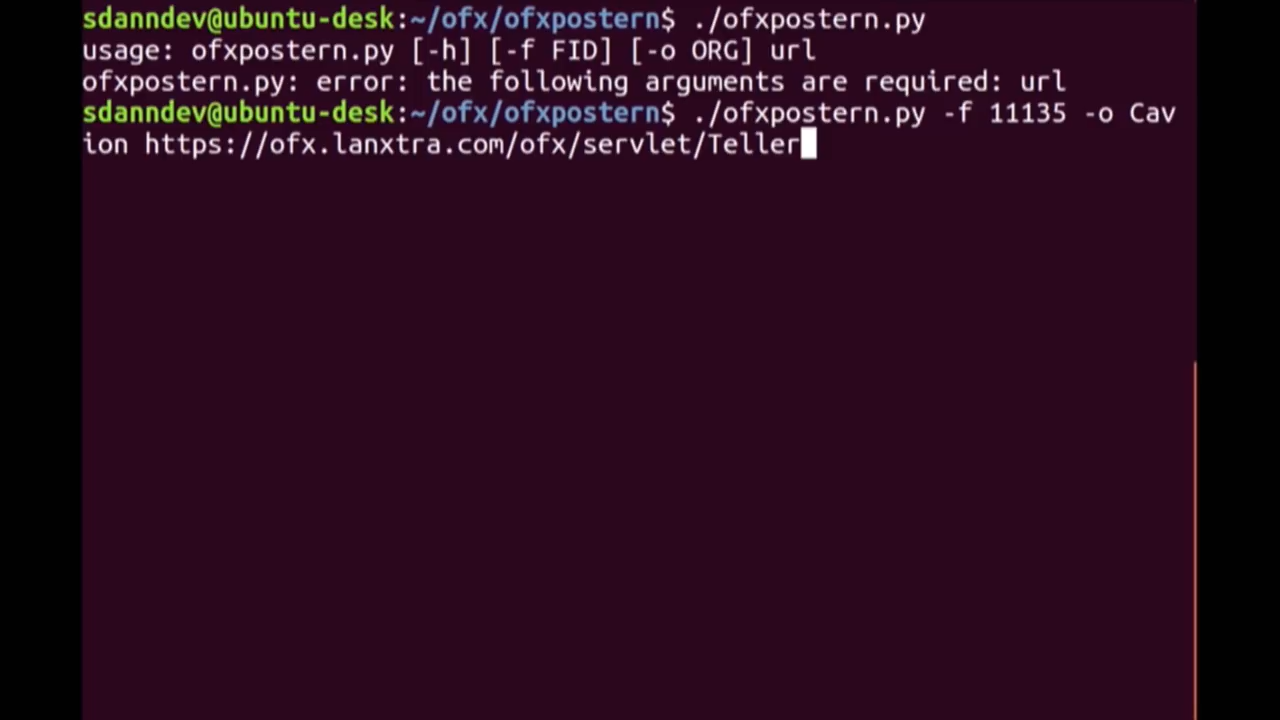 sdanndev@ubuntu-desk:~/ofx/ofxpostern$ ./ofxpostern.py
usage: ofxpostern.py [-h] [-f FID] [-o ORG] url
ofxpostern.py: error: the following arguments are required: url
sdanndev@ubuntu-desk:~/ofx/ofxpostern$ ./ofxpostern.py -f 11135 -o Cav
ion https://ofx.lanxtra.com/ofx/servlet/Teller